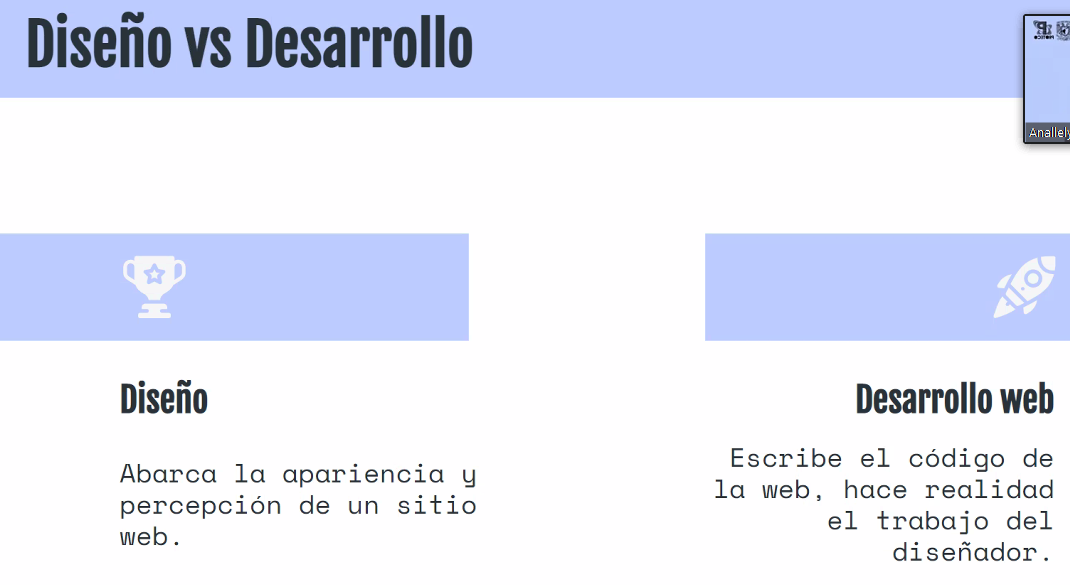 Diseño vs Desarrollo
Anallely
Diseño
Abarca la apariencia y
percepción de un sitio
web.
Desarrollo web
Escribe el código de
la web, hace realidad
el trabajo del
diseñador.